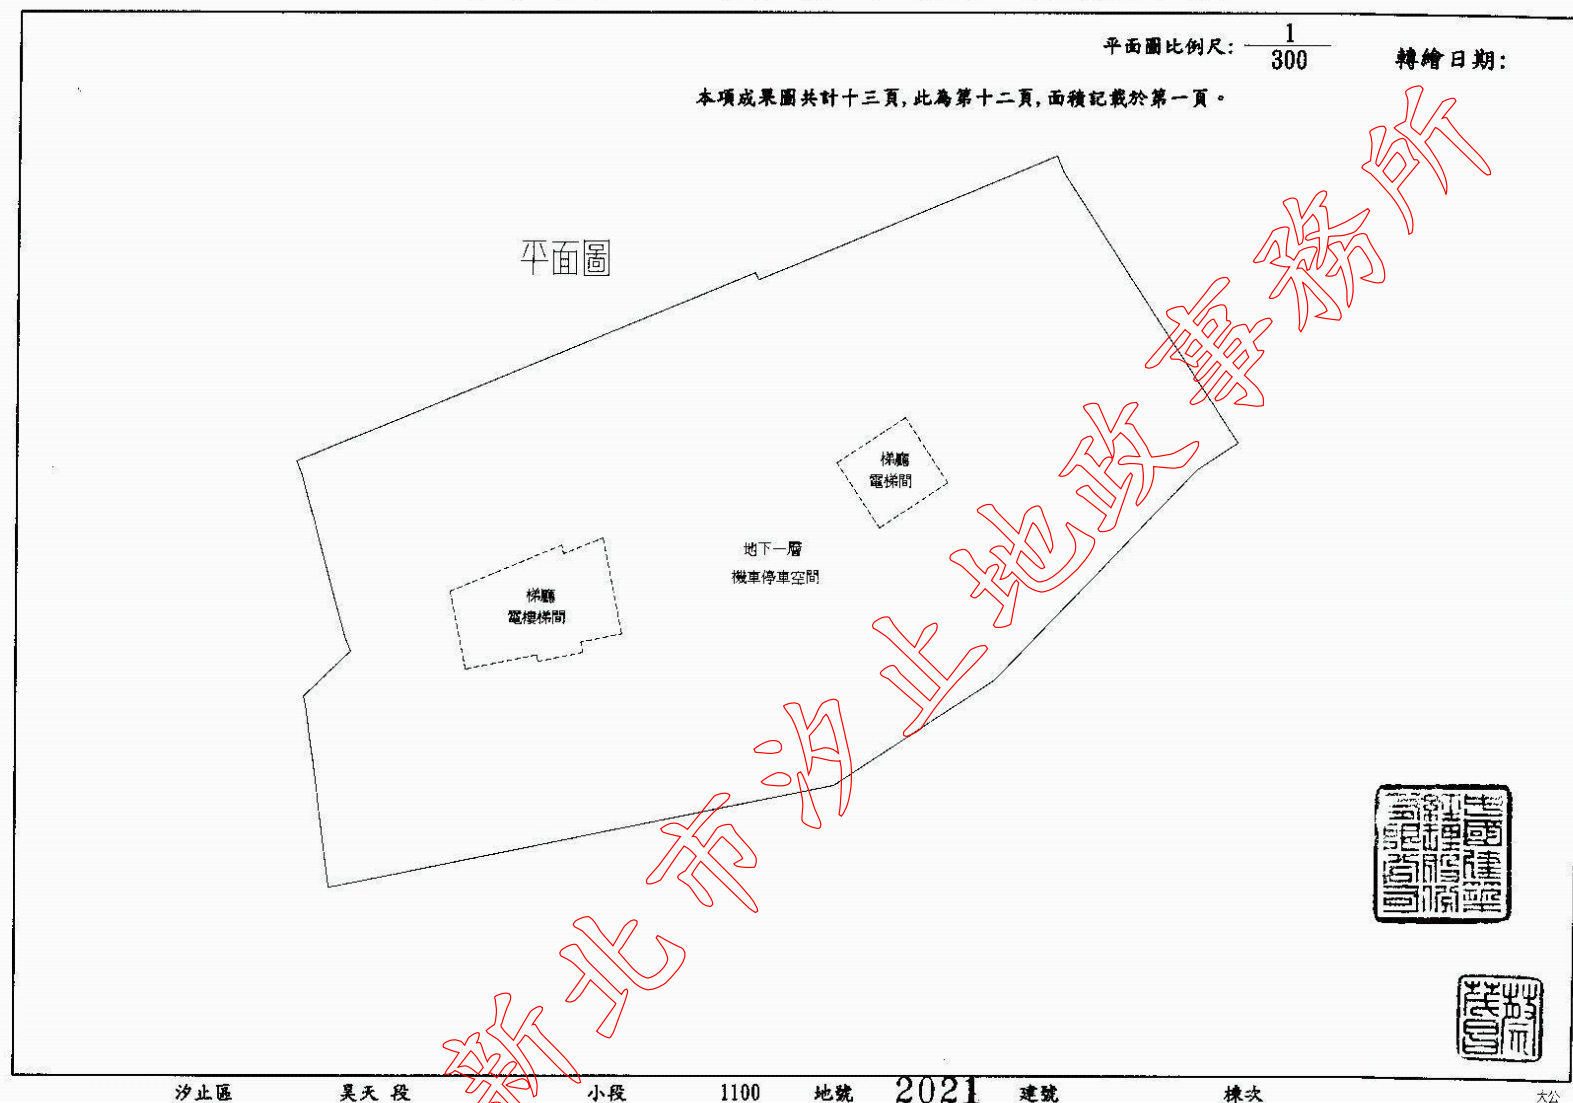 平面圖比例尺: 1/300 轉繪日期:
本項成果圖共計十三頁,此為第十二頁,面積記載於第一頁。
平面圖
梯廳
電梯間
地下一層
機車停車空間
梯廳
電樓梯間
新北市汐止地政事務所
汐止區 昊天 段 小段 1100 地號 2021 建號 棟次
大公